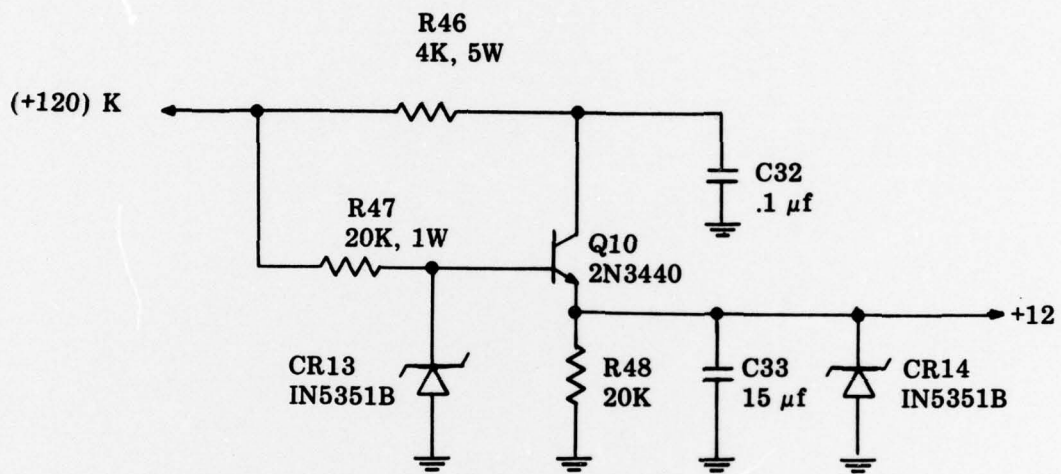 R46
4K, 5W
(+120) K
C32
.1 μf
R47
20K, 1W
Q10
2N3440
+12
CR13
IN5351B
R48
20K
C33
15 μf
CR14
IN5351B